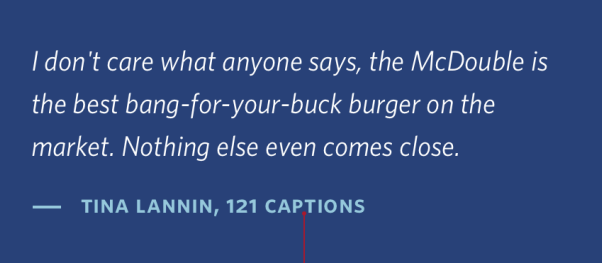 I don't care what anyone says, the McDouble is
the best bang-for-your-buck burger on the
market. Nothing else even comes close.
— TINA LANNIN, 121 CAPTIONS